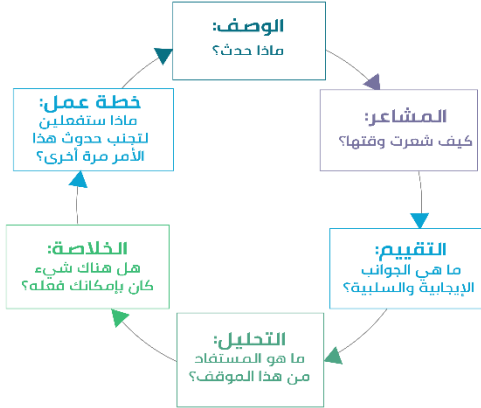 الوصف:
ماذا حدث؟
المشاعر:
كيف شعرت وقتها؟
التقييم:
ما هي الجوانب
الإيجابية والسلبية؟
التحليل:
ما هو المستفاد
من هذا الموقف؟
الخلاصة:
هل هناك شيء
كان بإمكانك فعله؟
خطة عمل:
ماذا ستفعلين
لتجنب حدوث هذا
الأمر مرة أخرى؟